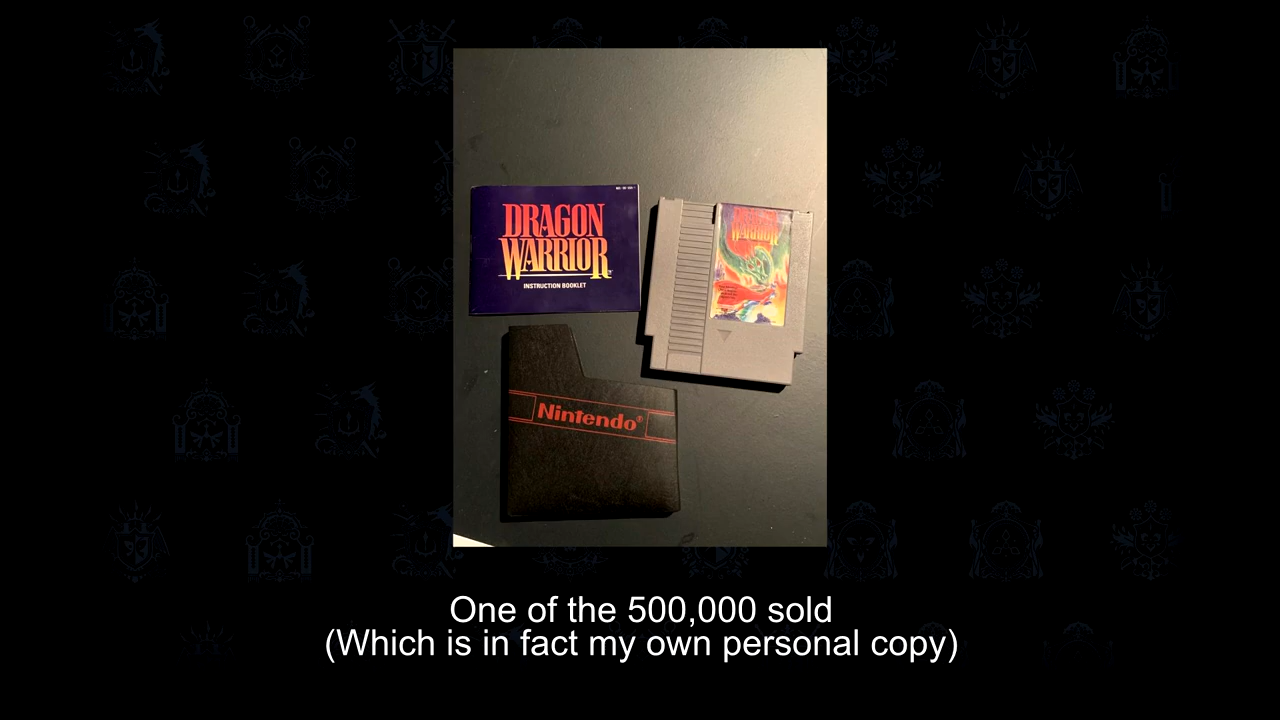 DRAGON
WARRIOR
INSTRUCTION BOOKLET
DRAGON
WARRIOR
Nintendo®
One of the 500,000 sold
(Which is in fact my own personal copy)